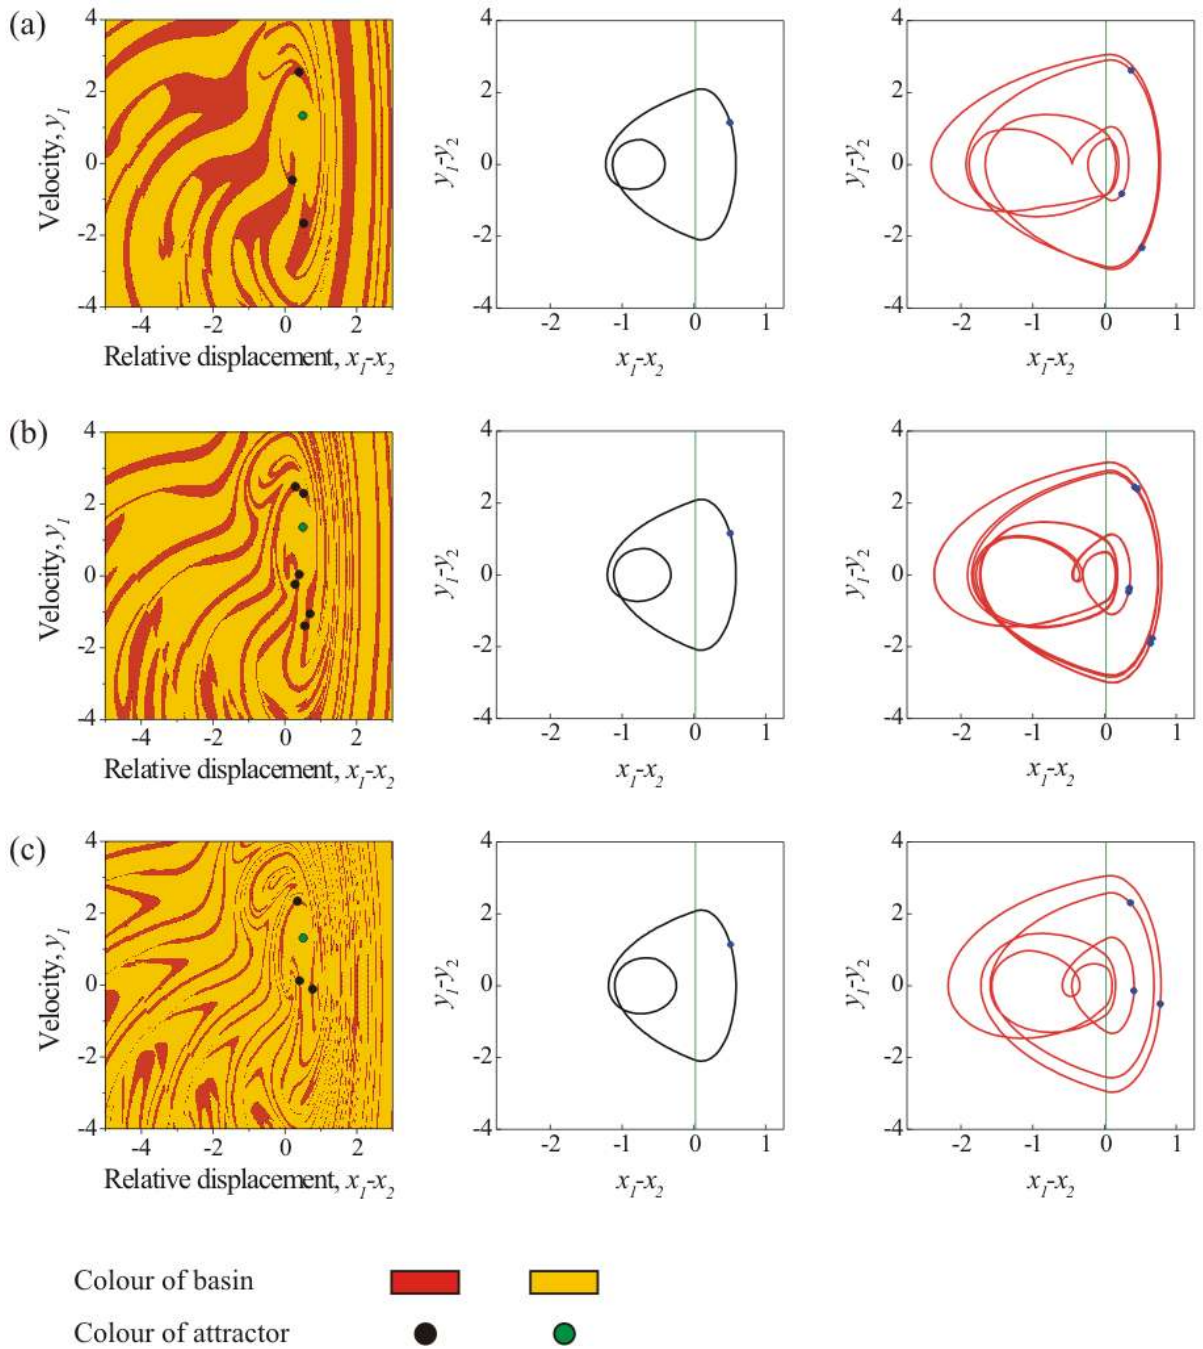 (a)
Velocity, y1
4
2
0
-2
-4
-4 -2 0 2
Relative displacement, x1-x2
y1-y2
4
2
0
-2
-4
-2 -1 0 1
x1-x2
y1-y2
4
2
0
-2
-4
-2 -1 0 1
x1-x2
(b)
Velocity, y1
4
2
0
-2
-4
-4 -2 0 2
Relative displacement, x1-x2
y1-y2
4
2
0
-2
-4
-2 -1 0 1
x1-x2
y1-y2
4
2
0
-2
-4
-2 -1 0 1
x1-x2
(c)
Velocity, y1
4
2
0
-2
-4
-4 -2 0 2
Relative displacement, x1-x2
y1-y2
4
2
0
-2
-4
-2 -1 0 1
x1-x2
y1-y2
4
2
0
-2
-4
-2 -1 0 1
x1-x2
Colour of basin
Colour of attractor